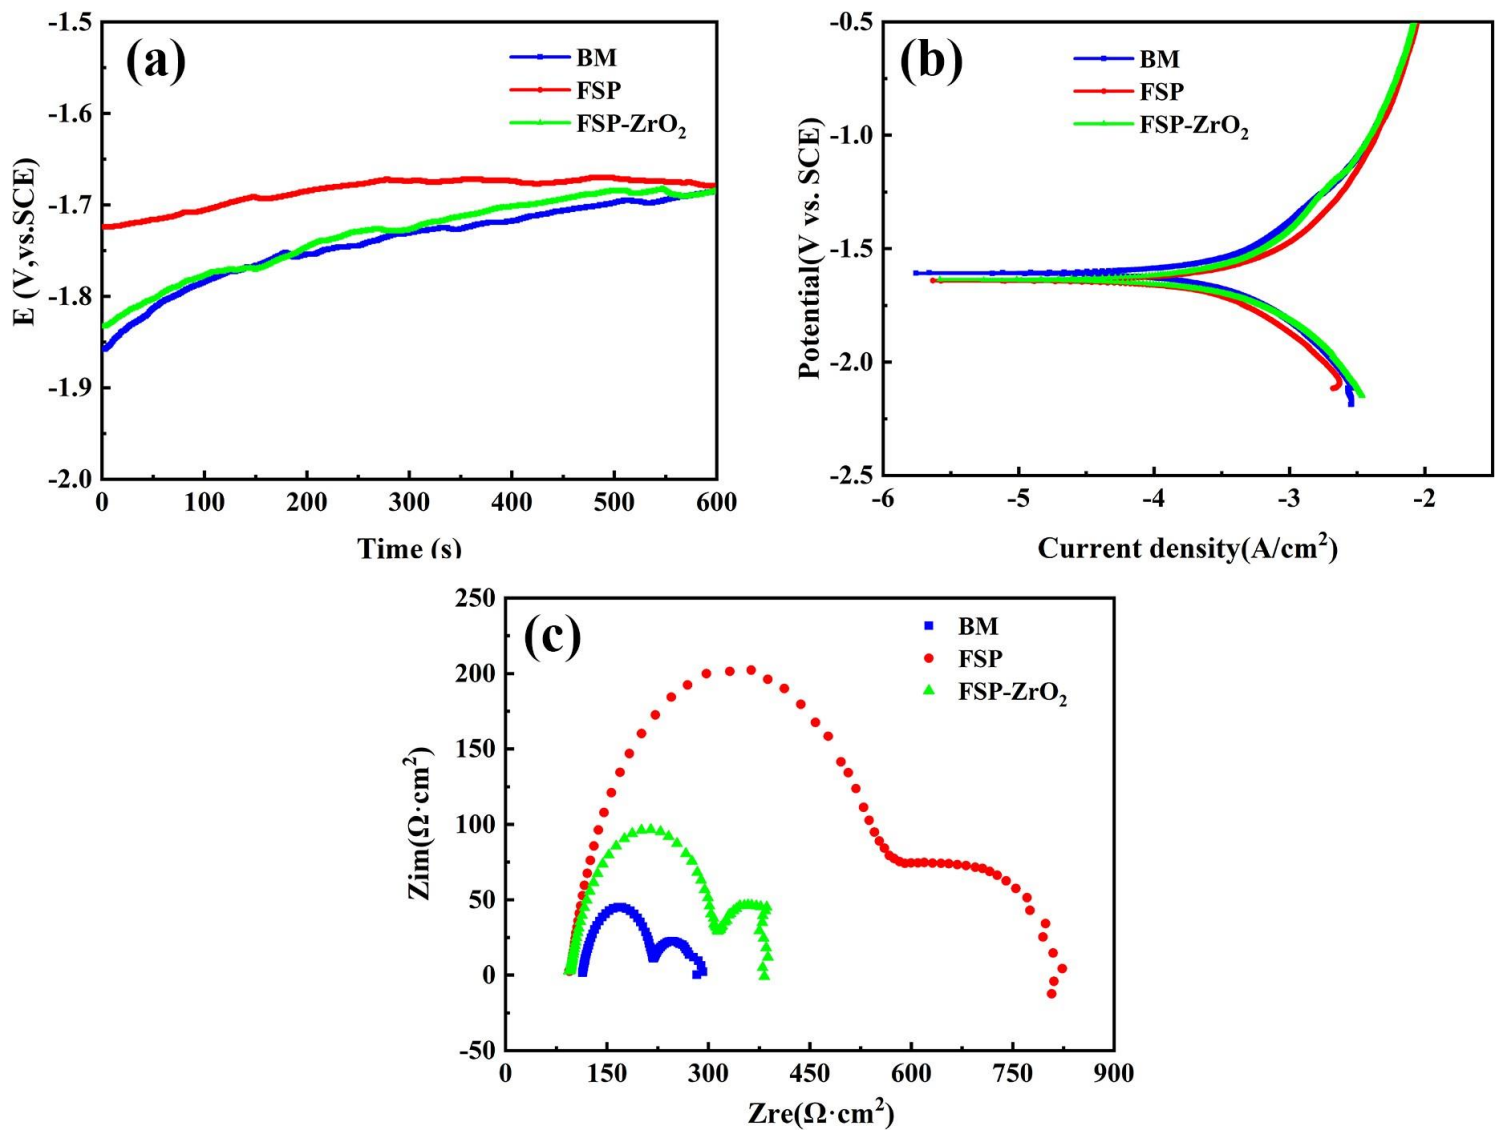 (a)
BM
FSP
FSP-ZrO₂
E (V,vs.SCE)
-1.5
-1.6
-1.7
-1.8
-1.9
-2.0
0 100 200 300 400 500 600
Time (s)
(b)
BM
FSP
FSP-ZrO₂
Potential(V vs. SCE)
-0.5
-1.0
-1.5
-2.0
-2.5
-6 -5 -4 -3 -2
Current density(A/cm²)
(c)
BM
FSP
FSP-ZrO₂
Zim(Ω·cm²)
250
200
150
100
50
0
-50
0 150 300 450 600 750 900
Zre(Ω·cm²)